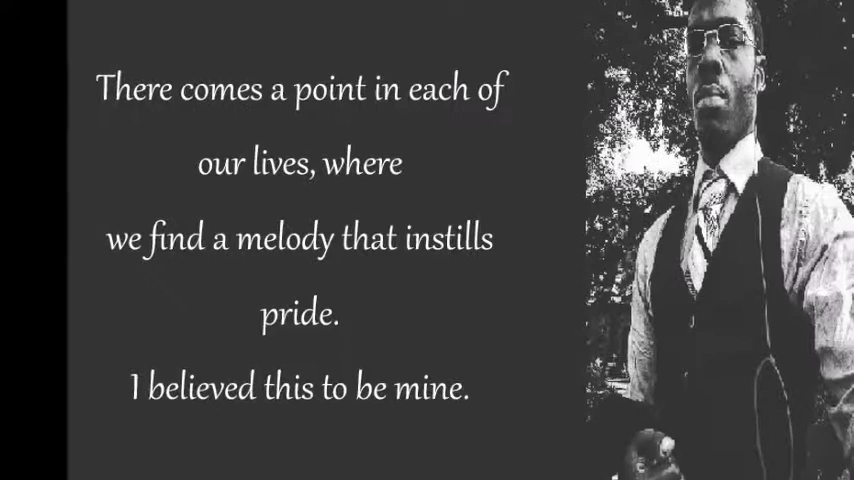 There comes a point in each of
our lives, where
we find a melody that instills
pride.
I believed this to be mine.